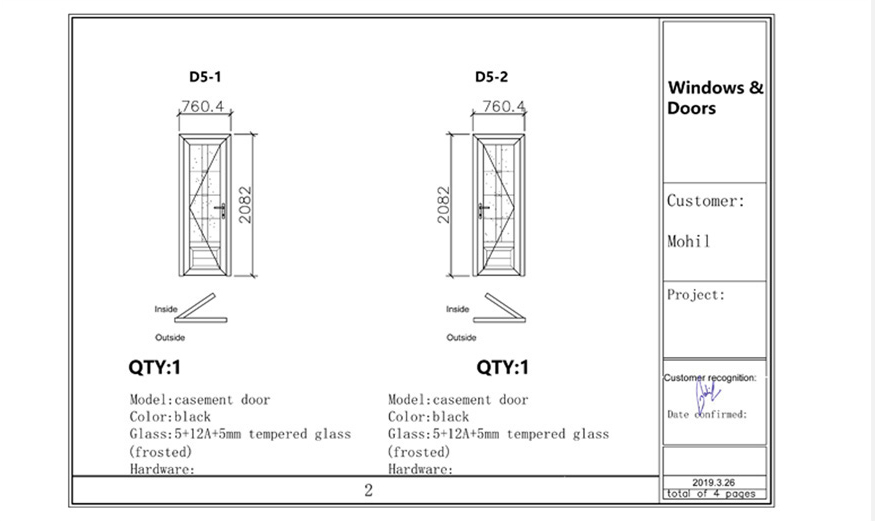 D5-1
D5-2
760.4
760.4
2082
2082
Inside
Outside
Inside
Outside
QTY:1
QTY:1
Model:casement door
Color:black
Glass:5+12A+5mm tempered glass
(frosted)
Hardware:
Model:casement door
Color:black
Glass:5+12A+5mm tempered glass
(frosted)
Hardware:
2
Windows &
Doors
Customer:
Mohil
Project:
Customer recognition:
Date confirmed:
2019.3.26
total of 4 pages